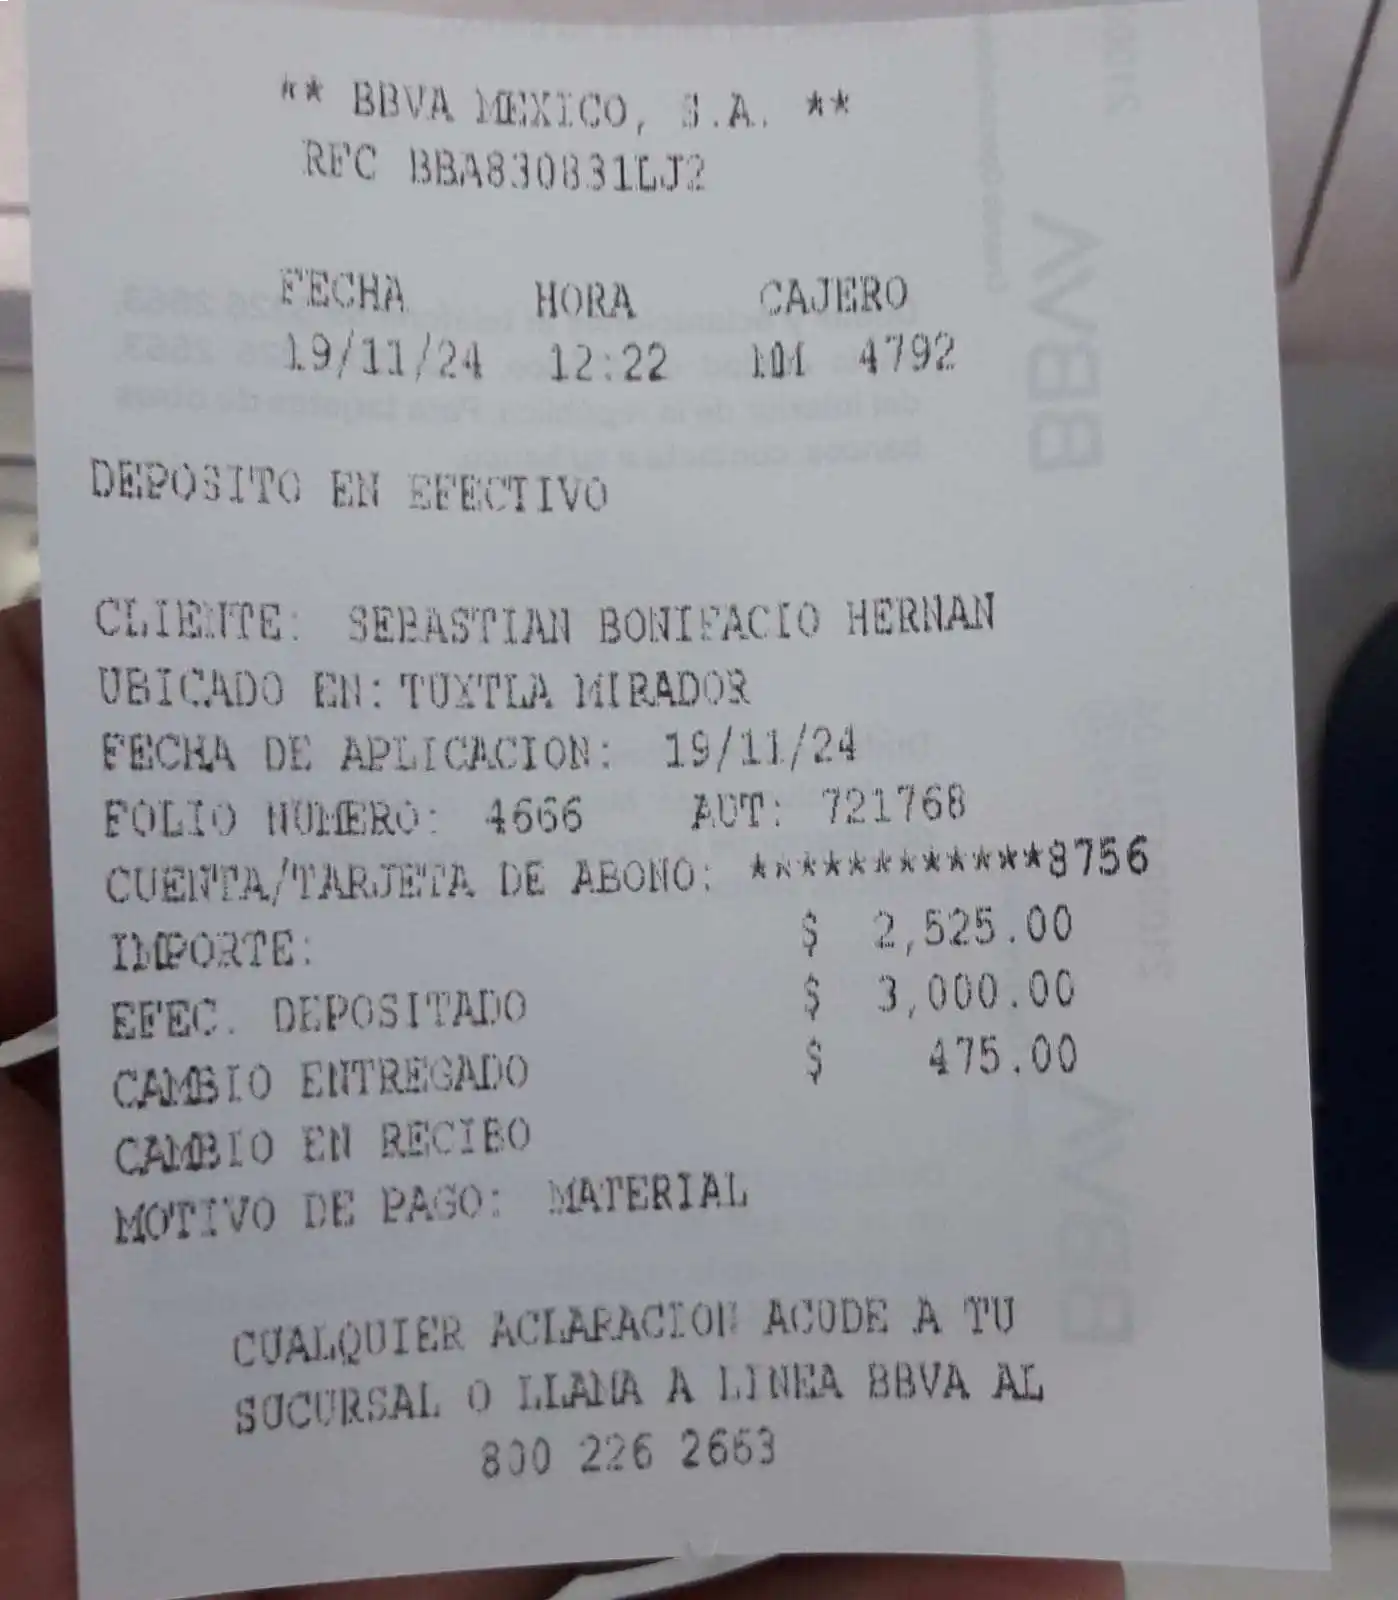 ** BBVA MEXICO, S.A. **
RFC BBA830831LJ2
FECHA HORA CAJERO
19/11/24 12:22 NM 4792
DEPOSITO EN EFECTIVO
CLIENTE: SEBASTIAN BONIFACIO HERNAN
UBICADO EN: TUXTLA MIRADOR
FECHA DE APLICACION: 19/11/24
FOLIO NUMERO: 4666 AUT: 721768
CUENTA/TARJETA DE ABONO: ************8756
IMPORTE: $ 2,525.00
EFEC. DEPOSITADO $ 3,000.00
CAMBIO ENTREGADO $ 475.00
CAMBIO EN RECIBO
MOTIVO DE PAGO: MATERIAL
CUALQUIER ACLARACION ACUDE A TU
SUCURSAL O LLAMA A LINEA BBVA AL
800 226 2663
BBVA
BBVA